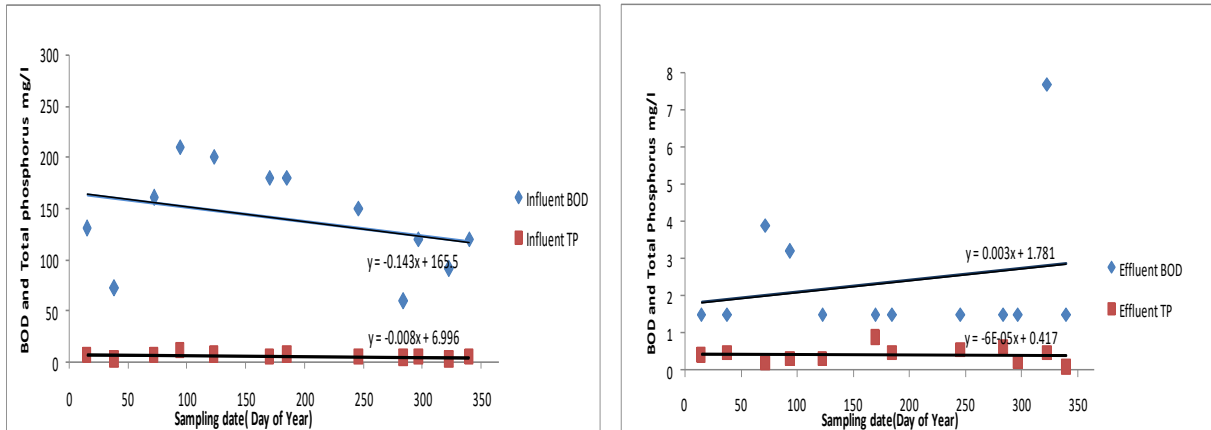 BOD and Total phosphorus mg/l
300
250
200
150
100
50
0
0 50 100 150 200 250 300 350
Sampling date( Day of Year)
y = -0.143x + 165.5
y = -0.008x + 6.996
Influent BOD
Influent TP
BOD and Total Phosphorus mg/l
8
7
6
5
4
3
2
1
0
0 50 100 150 200 250 300 350
Sampling date(Day of Year)
y = 0.003x + 1.781
y = -6E-05x + 0.417
Effluent BOD
Effluent TP